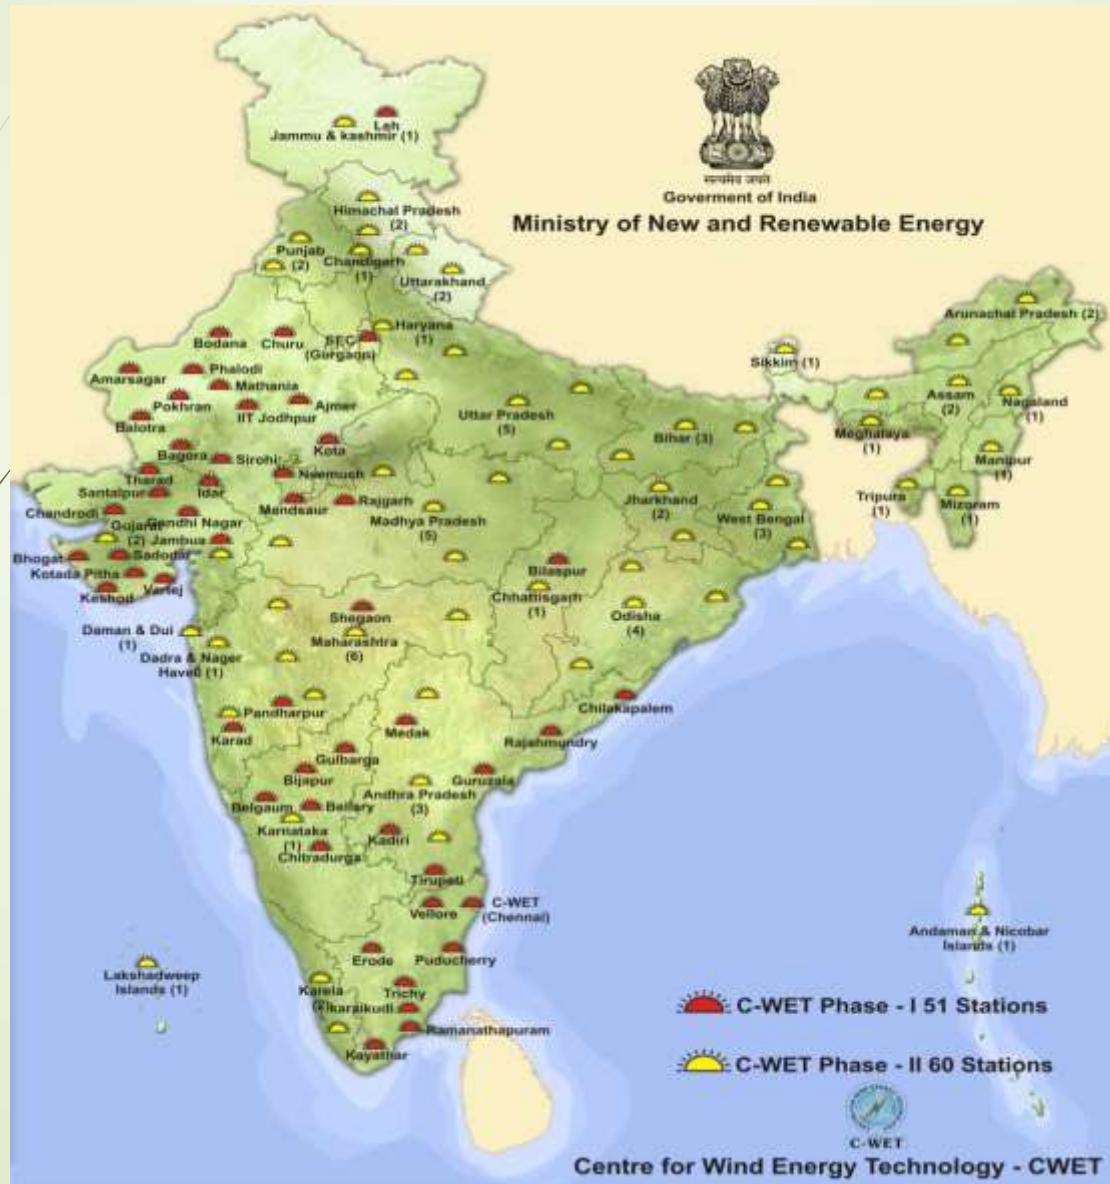 Leh
Jammu & kashmir (1)
सत्यमेव जयते
Goverment of India
Ministry of New and Renewable Energy
Himachal Pradesh
(2)
Punjab
(2)
Chandigarh
(1)
Uttarakhand
(2)
Haryana
(1)
SEC
(Gurgaon)
Bodana
Churu
Arunachal Pradesh (2)
Sikkim (1)
Amarsagar
Phalodi
Mathania
Pokhran
IIT Jodhpur
Ajmer
Balotra
Kota
Uttar Pradesh
(5)
Bihar (3)
Assam
(2)
Nagaland
(1)
Meghalaya
(1)
Manipur
(1)
Bagora
Sirohi
Neemuch
Tharad
Santalpur
Idar
Mandsaur
Rajgarh
Madhya Pradesh
(5)
Jharkhand
(2)
West Bengal
(3)
Tripura
(1)
Mizoram
(1)
Chandrodi
Gujarat
(2)
Gandhi Nagar
Jambua
Bhogat
Sadodar
Kotada Pitha
Vartej
Keshod
Bilaspur
Chhattisgarh
(1)
Odisha
(4)
Shegaon
Maharashtra
(6)
Daman & Dui
(1)
Dadra & Nager
Haveli (1)
Pandharpur
Karad
Medak
Chilakapalem
Rajahmundry
Gulbarga
Bijapur
Guruzala
Andhra Pradesh
(3)
Belgaum
Bellary
Karnataka
(1)
Chitradurga
Kadiri
Tirupati
Vellore
C-WET
(Chennai)
Andaman & Nicobar
Islands (1)
Lakshadweep
Islands (1)
Erode
Puducherry
Kerala
Trichy
karaikudi
Ramanathapuram
Kayathar
C-WET Phase - I 51 Stations
C-WET Phase - II 60 Stations
C-WET
Centre for Wind Energy Technology - CWET